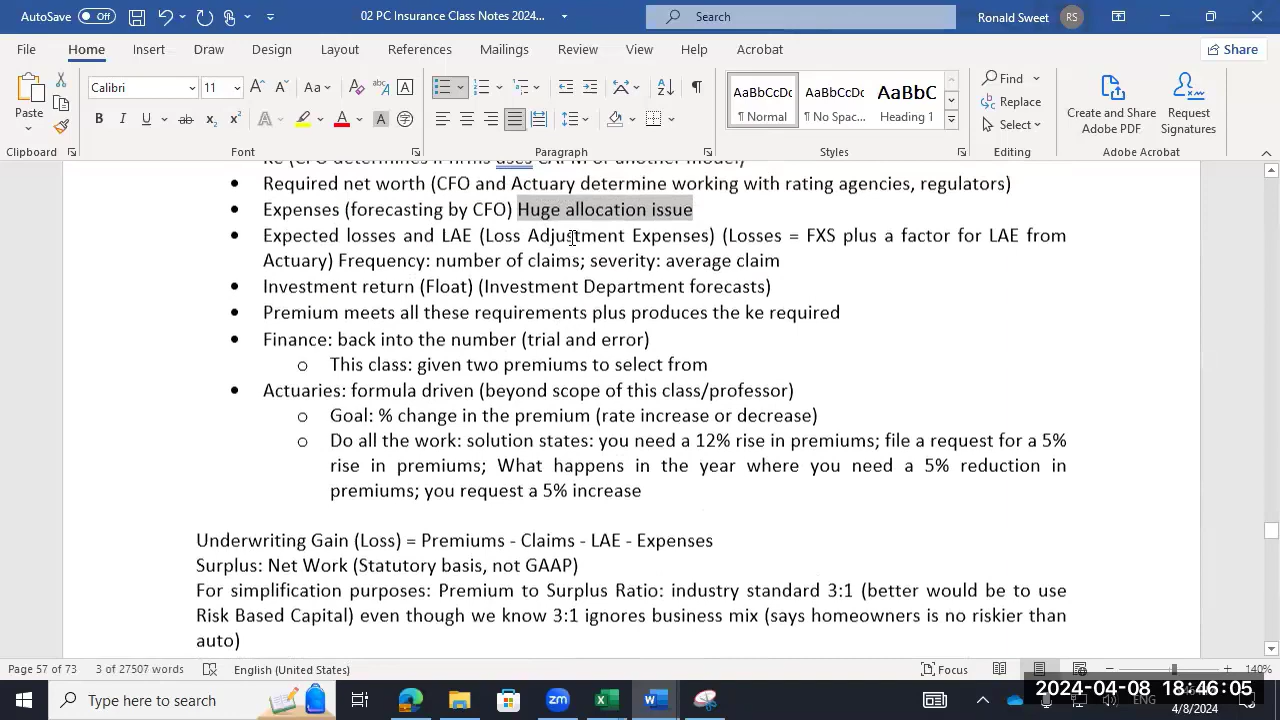 AutoSave Off
02 PC Insurance Class Notes 2024...
Search
Ronald Sweet RS
File Home Insert Draw Design Layout References Mailings Review View Help Acrobat Share
Paste
Calibri 11
AaBbCcDc AaBbCcDc AaBbC
¶ Normal ¶ No Spac... Heading 1
Find
Replace
Select
Create and Share Adobe PDF
Request Signatures
Clipboard Font Paragraph Styles Editing Adobe Acrobat
Ke (CFO determines if firms uses CAPM or another model)
• Required net worth (CFO and Actuary determine working with rating agencies, regulators)
• Expenses (forecasting by CFO) Huge allocation issue
• Expected losses and LAE (Loss Adjustment Expenses) (Losses = FXS plus a factor for LAE from
Actuary) Frequency: number of claims; severity: average claim
• Investment return (Float) (Investment Department forecasts)
• Premium meets all these requirements plus produces the ke required
• Finance: back into the number (trial and error)
o This class: given two premiums to select from
• Actuaries: formula driven (beyond scope of this class/professor)
o Goal: % change in the premium (rate increase or decrease)
o Do all the work: solution states: you need a 12% rise in premiums; file a request for a 5%
rise in premiums; What happens in the year where you need a 5% reduction in
premiums; you request a 5% increase
Underwriting Gain (Loss) = Premiums - Claims - LAE - Expenses
Surplus: Net Work (Statutory basis, not GAAP)
For simplification purposes: Premium to Surplus Ratio: industry standard 3:1 (better would be to use
Risk Based Capital) even though we know 3:1 ignores business mix (says homeowners is no riskier than
auto)
Page 57 of 73 3 of 27507 words English (United States) Focus 140%
Type here to search
2024-04-08 18:46:05
ENG
4/8/2024